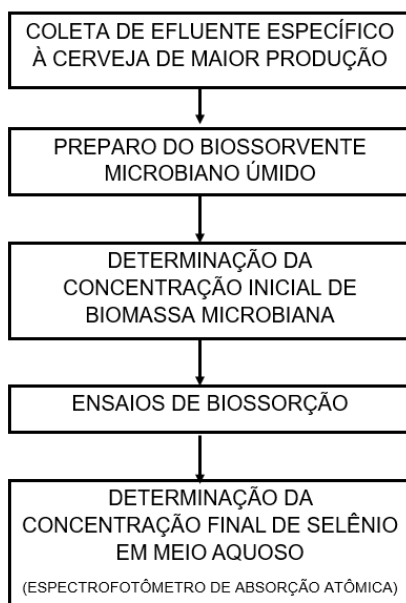 COLETA DE EFLUENTE ESPECÍFICO
À CERVEJA DE MAIOR PRODUÇÃO
PREPARO DO BIOSSORVENTE
MICROBIANO ÚMIDO
DETERMINAÇÃO DA
CONCENTRAÇÃO INICIAL DE
BIOMASSA MICROBIANA
ENSAIOS DE BIOSSORÇÃO
DETERMINAÇÃO DA
CONCENTRAÇÃO FINAL DE SELÊNIO
EM MEIO AQUOSO
(ESPECTROFOTÔMETRO DE ABSORÇÃO ATÔMICA)